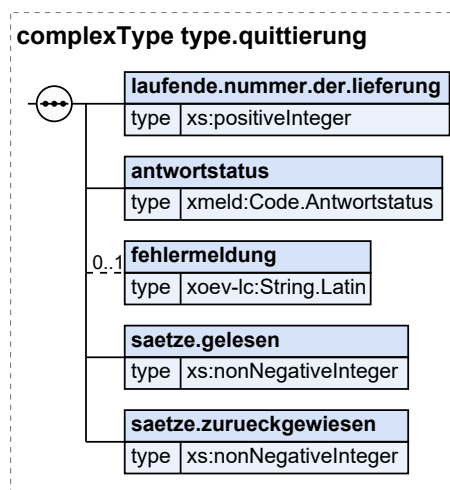 complexType type.quittierung
laufende.nummer.der.lieferung
type xs:positiveInteger
antwortstatus
type xmeld:Code.Antwortstatus
0..1 fehlermeldung
type xoev-lc:String.Latin
saetze.gelesen
type xs:nonNegativeInteger
saetze.zurueckgewiesen
type xs:nonNegativeInteger